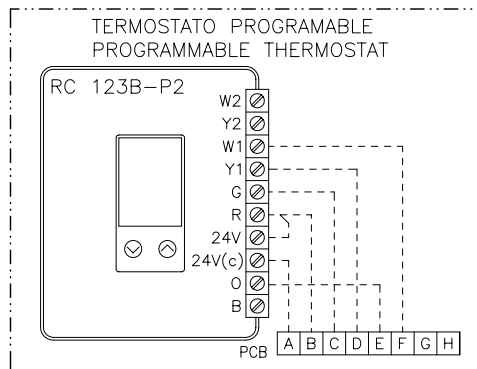 TERMOSTATO PROGRAMABLE
PROGRAMMABLE THERMOSTAT
RC 123B-P2
W2
Y2
W1
Y1
G
R
24V
24V(c)
O
B
PCB
A B C D E F G H